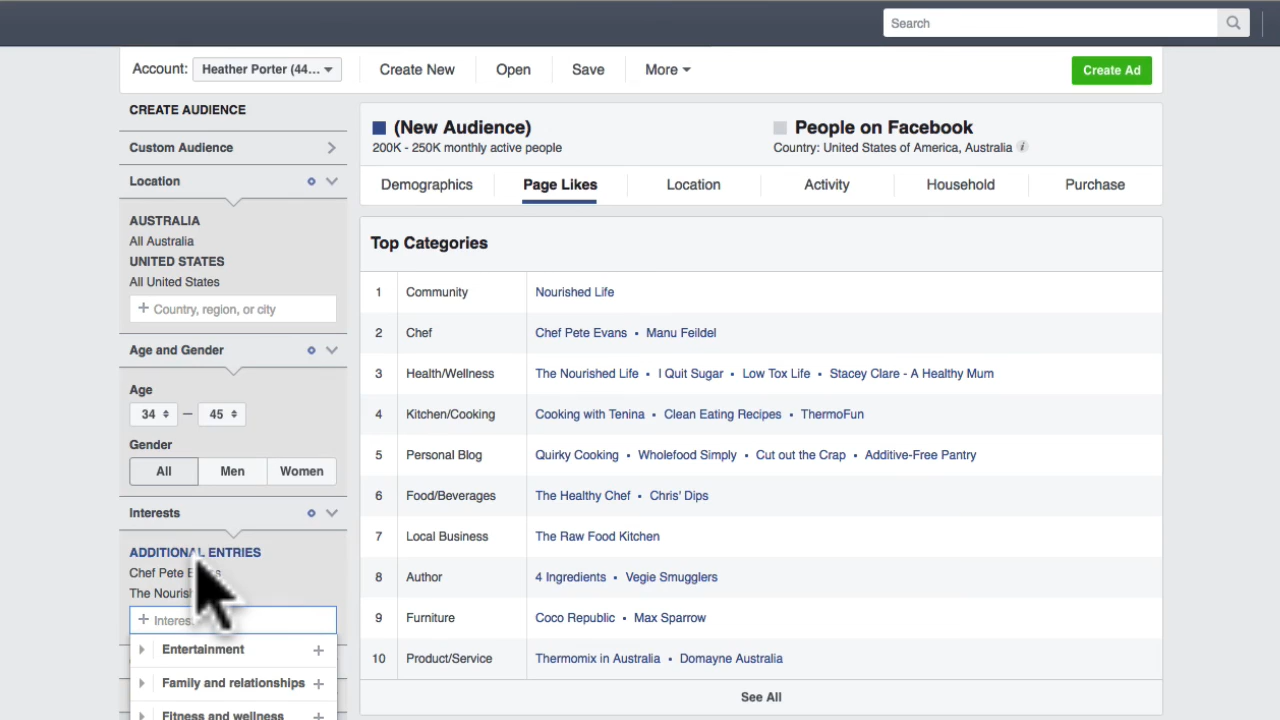 Search
Account: Heather Porter (44... Create New Open Save More Create Ad
CREATE AUDIENCE
Custom Audience
Location
AUSTRALIA
All Australia
UNITED STATES
All United States
+ Country, region, or city
Age and Gender
Age
34 — 45
Gender
All Men Women
Interests
ADDITIONAL ENTRIES
Chef Pete
The
+
Entertainment +
Family and relationships +
Fitness and wellness +
(New Audience)
200K - 250K monthly active people
People on Facebook
Country: United States of America, Australia i
Demographics Page Likes Location Activity Household Purchase
Top Categories
1 Community Nourished Life
2 Chef Chef Pete Evans • Manu Feildel
3 Health/Wellness The Nourished Life • I Quit Sugar • Low Tox Life • Stacey Clare - A Healthy Mum
4 Kitchen/Cooking Cooking with Tenina • Clean Eating Recipes • ThermoFun
5 Personal Blog Quirky Cooking • Wholefood Simply • Cut out the Crap • Additive-Free Pantry
6 Food/Beverages The Healthy Chef • Chris' Dips
7 Local Business The Raw Food Kitchen
8 Author 4 Ingredients • Vegie Smugglers
9 Furniture Coco Republic • Max Sparrow
10 Product/Service Thermomix in Australia • Domayne Australia
See All